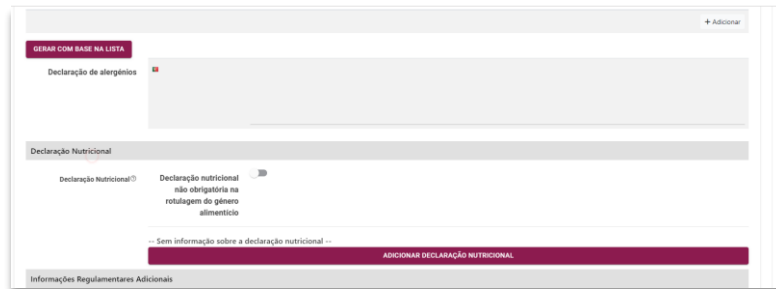 + Adicionar
GERAR COM BASE NA LISTA
Declaração de alergénios
Declaração Nutricional
Declaração Nutricional
Declaração nutricional
não obrigatória na
rotulagem do género
alimentício
-- Sem informação sobre a declaração nutricional --
ADICIONAR DECLARAÇÃO NUTRICIONAL
Informações Regulamentares Adicionais